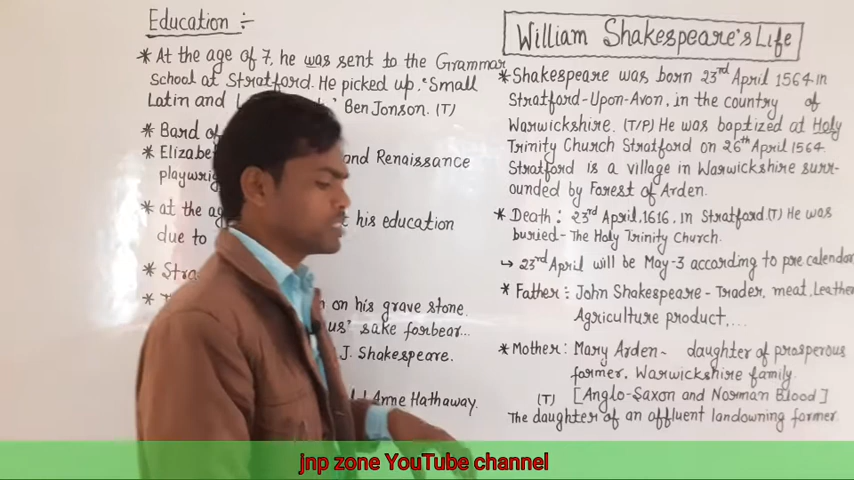 Education :-
* At the age of 7, he was sent to the Grammar
School at Stratford. He picked up, "Small
Latin and Ben Jonson. (T)
* Bard of
* Elizabe and Renaissance
playwrig
* at the ag his education
due to
* Stra
*
on his grave stone.
us' sake forbear...
J. Shakespeare.
Anne Hathaway.
William Shakespeare's Life
* Shakespeare was born 23rd April 1564. in
Stratford-Upon-Avon, in the country of
Warwickshire. (T/P) He was baptized at Holy
Trinity Church Stratford on 26th April 1564.
Stratford is a village in Warwickshire surr-
ounded by Forest of Arden.
* Death: 23rd April, 1616. in Stratford.(T) He was
buried- The Holy Trinity Church.
↳ 23rd April will be May-3 according to pre calendar
* Father: John Shakespeare - Trader, meat, Leather
Agriculture product,...
* Mother: Mary Arden- daughter of prosperous
former, Warwickshire family.
(T) [Anglo-Saxon and Norman Blood]
The daughter of an affluent landowning former.
jnp zone YouTube channel